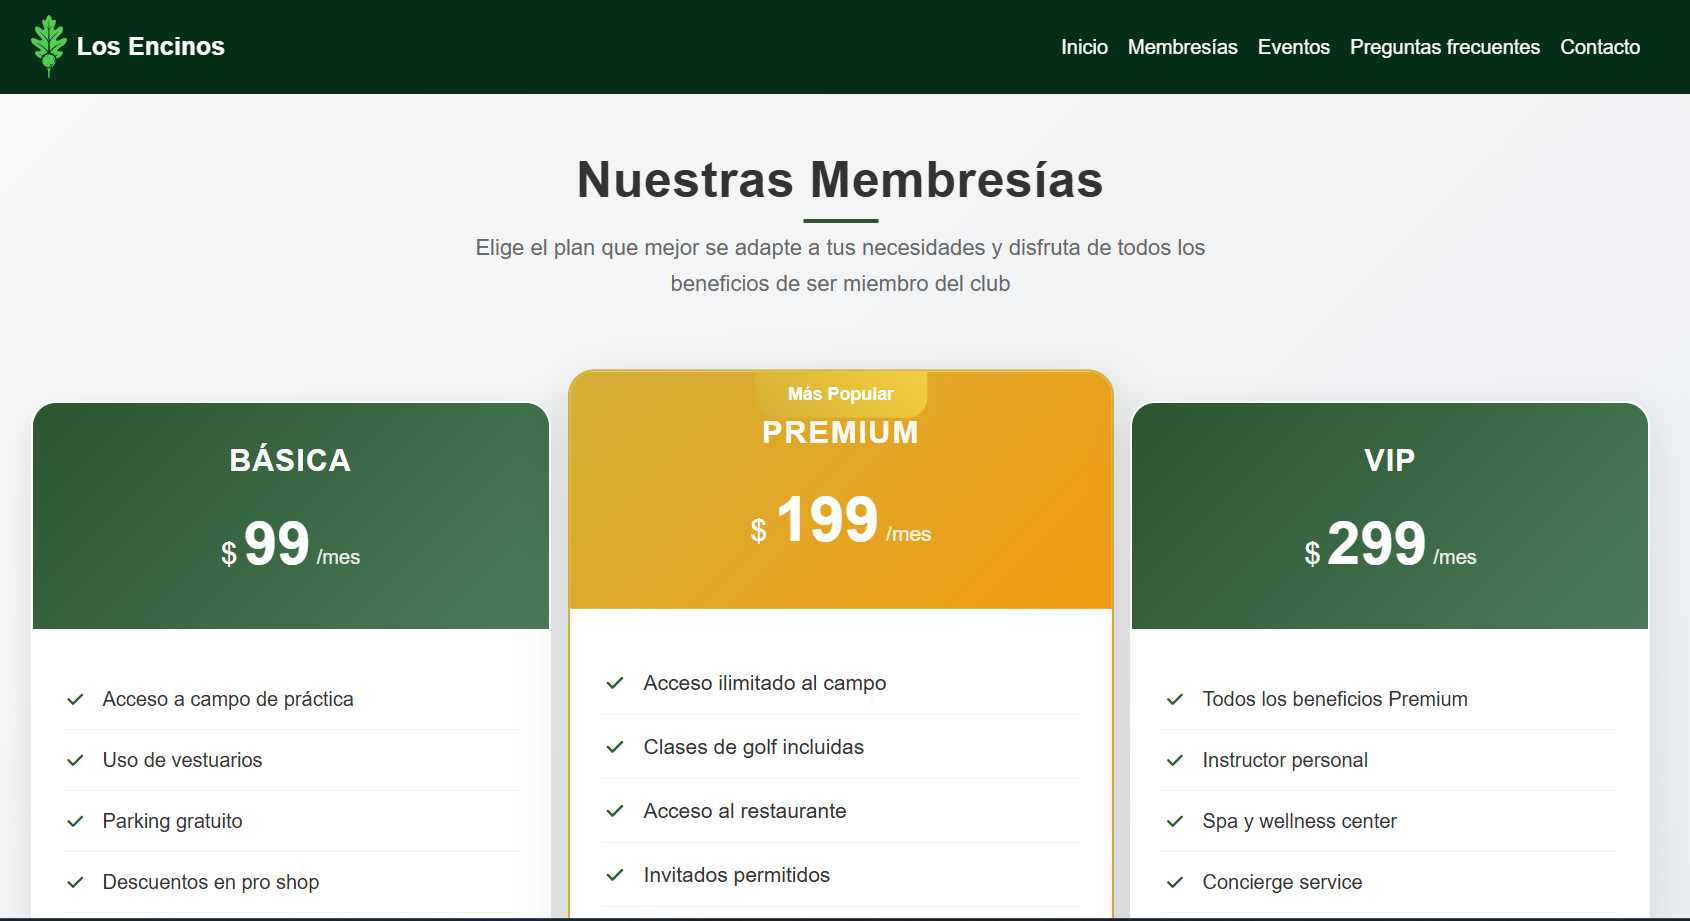 Los Encinos
Inicio Membresías Eventos Preguntas frecuentes Contacto
Nuestras Membresías
Elige el plan que mejor se adapte a tus necesidades y disfruta de todos los
beneficios de ser miembro del club
BÁSICA
$ 99 /mes
Acceso a campo de práctica
Uso de vestuarios
Parking gratuito
Descuentos en pro shop
Más Popular
PREMIUM
$ 199 /mes
Acceso ilimitado al campo
Clases de golf incluidas
Acceso al restaurante
Invitados permitidos
VIP
$ 299 /mes
Todos los beneficios Premium
Instructor personal
Spa y wellness center
Concierge service